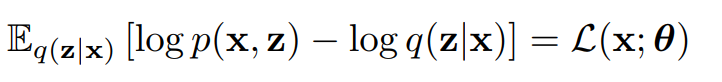 𝔼_{q(𝐳|𝐱)} [log p(𝐱, 𝐳) − log q(𝐳|𝐱)] = ℒ(𝐱; 𝜽)